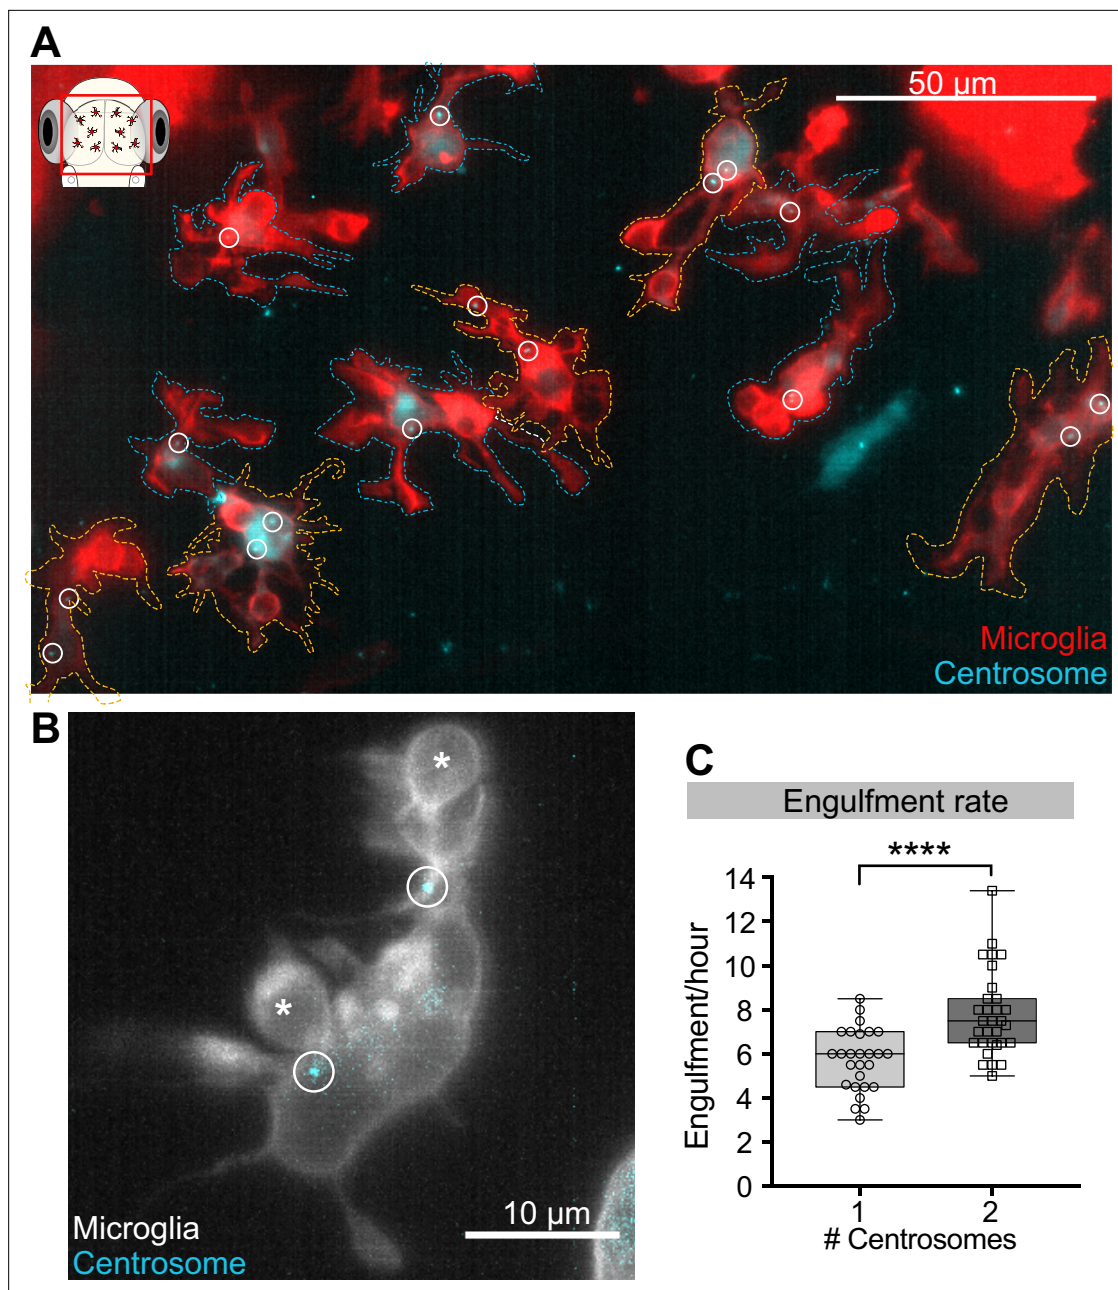 A
50 µm
Microglia
Centrosome
B
*
*
10 µm
Microglia
Centrosome
C
Engulfment rate
****
Engulfment/hour
14
12
10
8
6
4
2
0
1 2
# Centrosomes